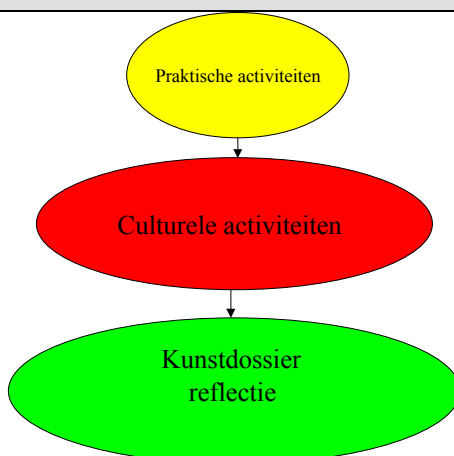 Praktische activiteiten
Culturele activiteiten
Kunstdossier
reflectie